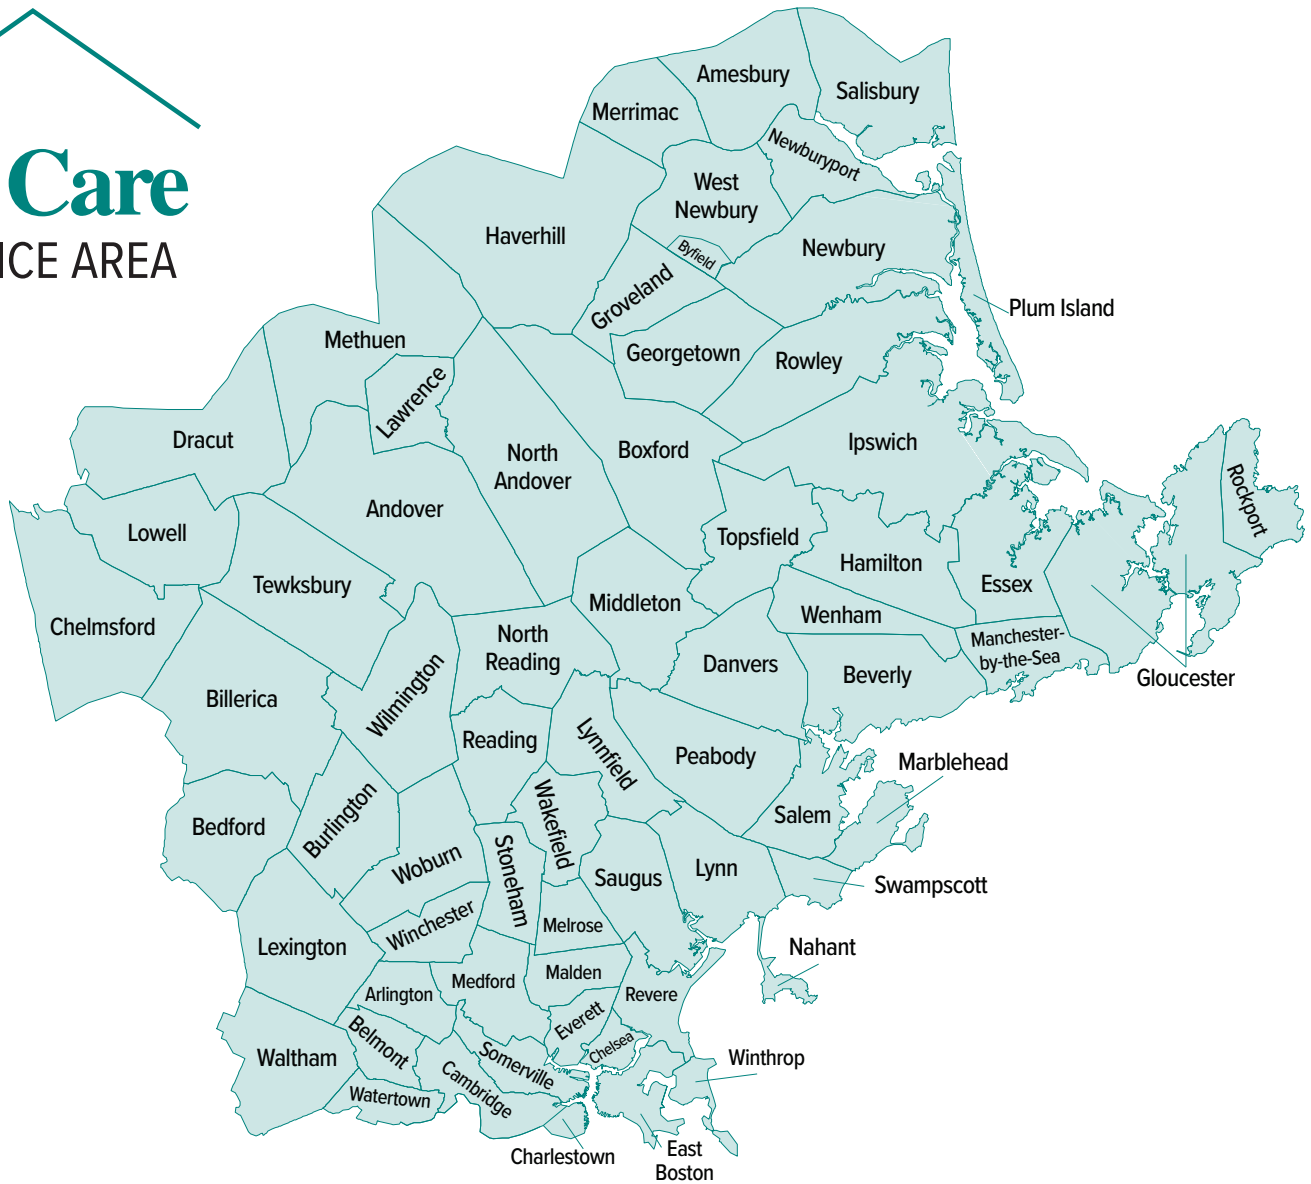 Care
ICE AREA
Amesbury
Salisbury
Merrimac
Newburyport
West
Newbury
Haverhill
Byfield
Newbury
Groveland
Plum Island
Methuen
Georgetown
Rowley
Lawrence
Dracut
Ipswich
Boxford
North
Andover
Andover
Rockport
Lowell
Topsfield
Hamilton
Tewksbury
Essex
Middleton
Wenham
Chelmsford
North
Reading
Manchester-
by-the-Sea
Danvers
Beverly
Gloucester
Billerica
Wilmington
Reading
Lynnfield
Peabody
Marblehead
Salem
Bedford
Burlington
Wakefield
Woburn
Stoneham
Saugus
Lynn
Swampscott
Winchester
Melrose
Lexington
Nahant
Malden
Medford
Arlington
Revere
Everett
Belmont
Chelsea
Waltham
Somerville
Winthrop
Cambridge
Watertown
Charlestown
East
Boston